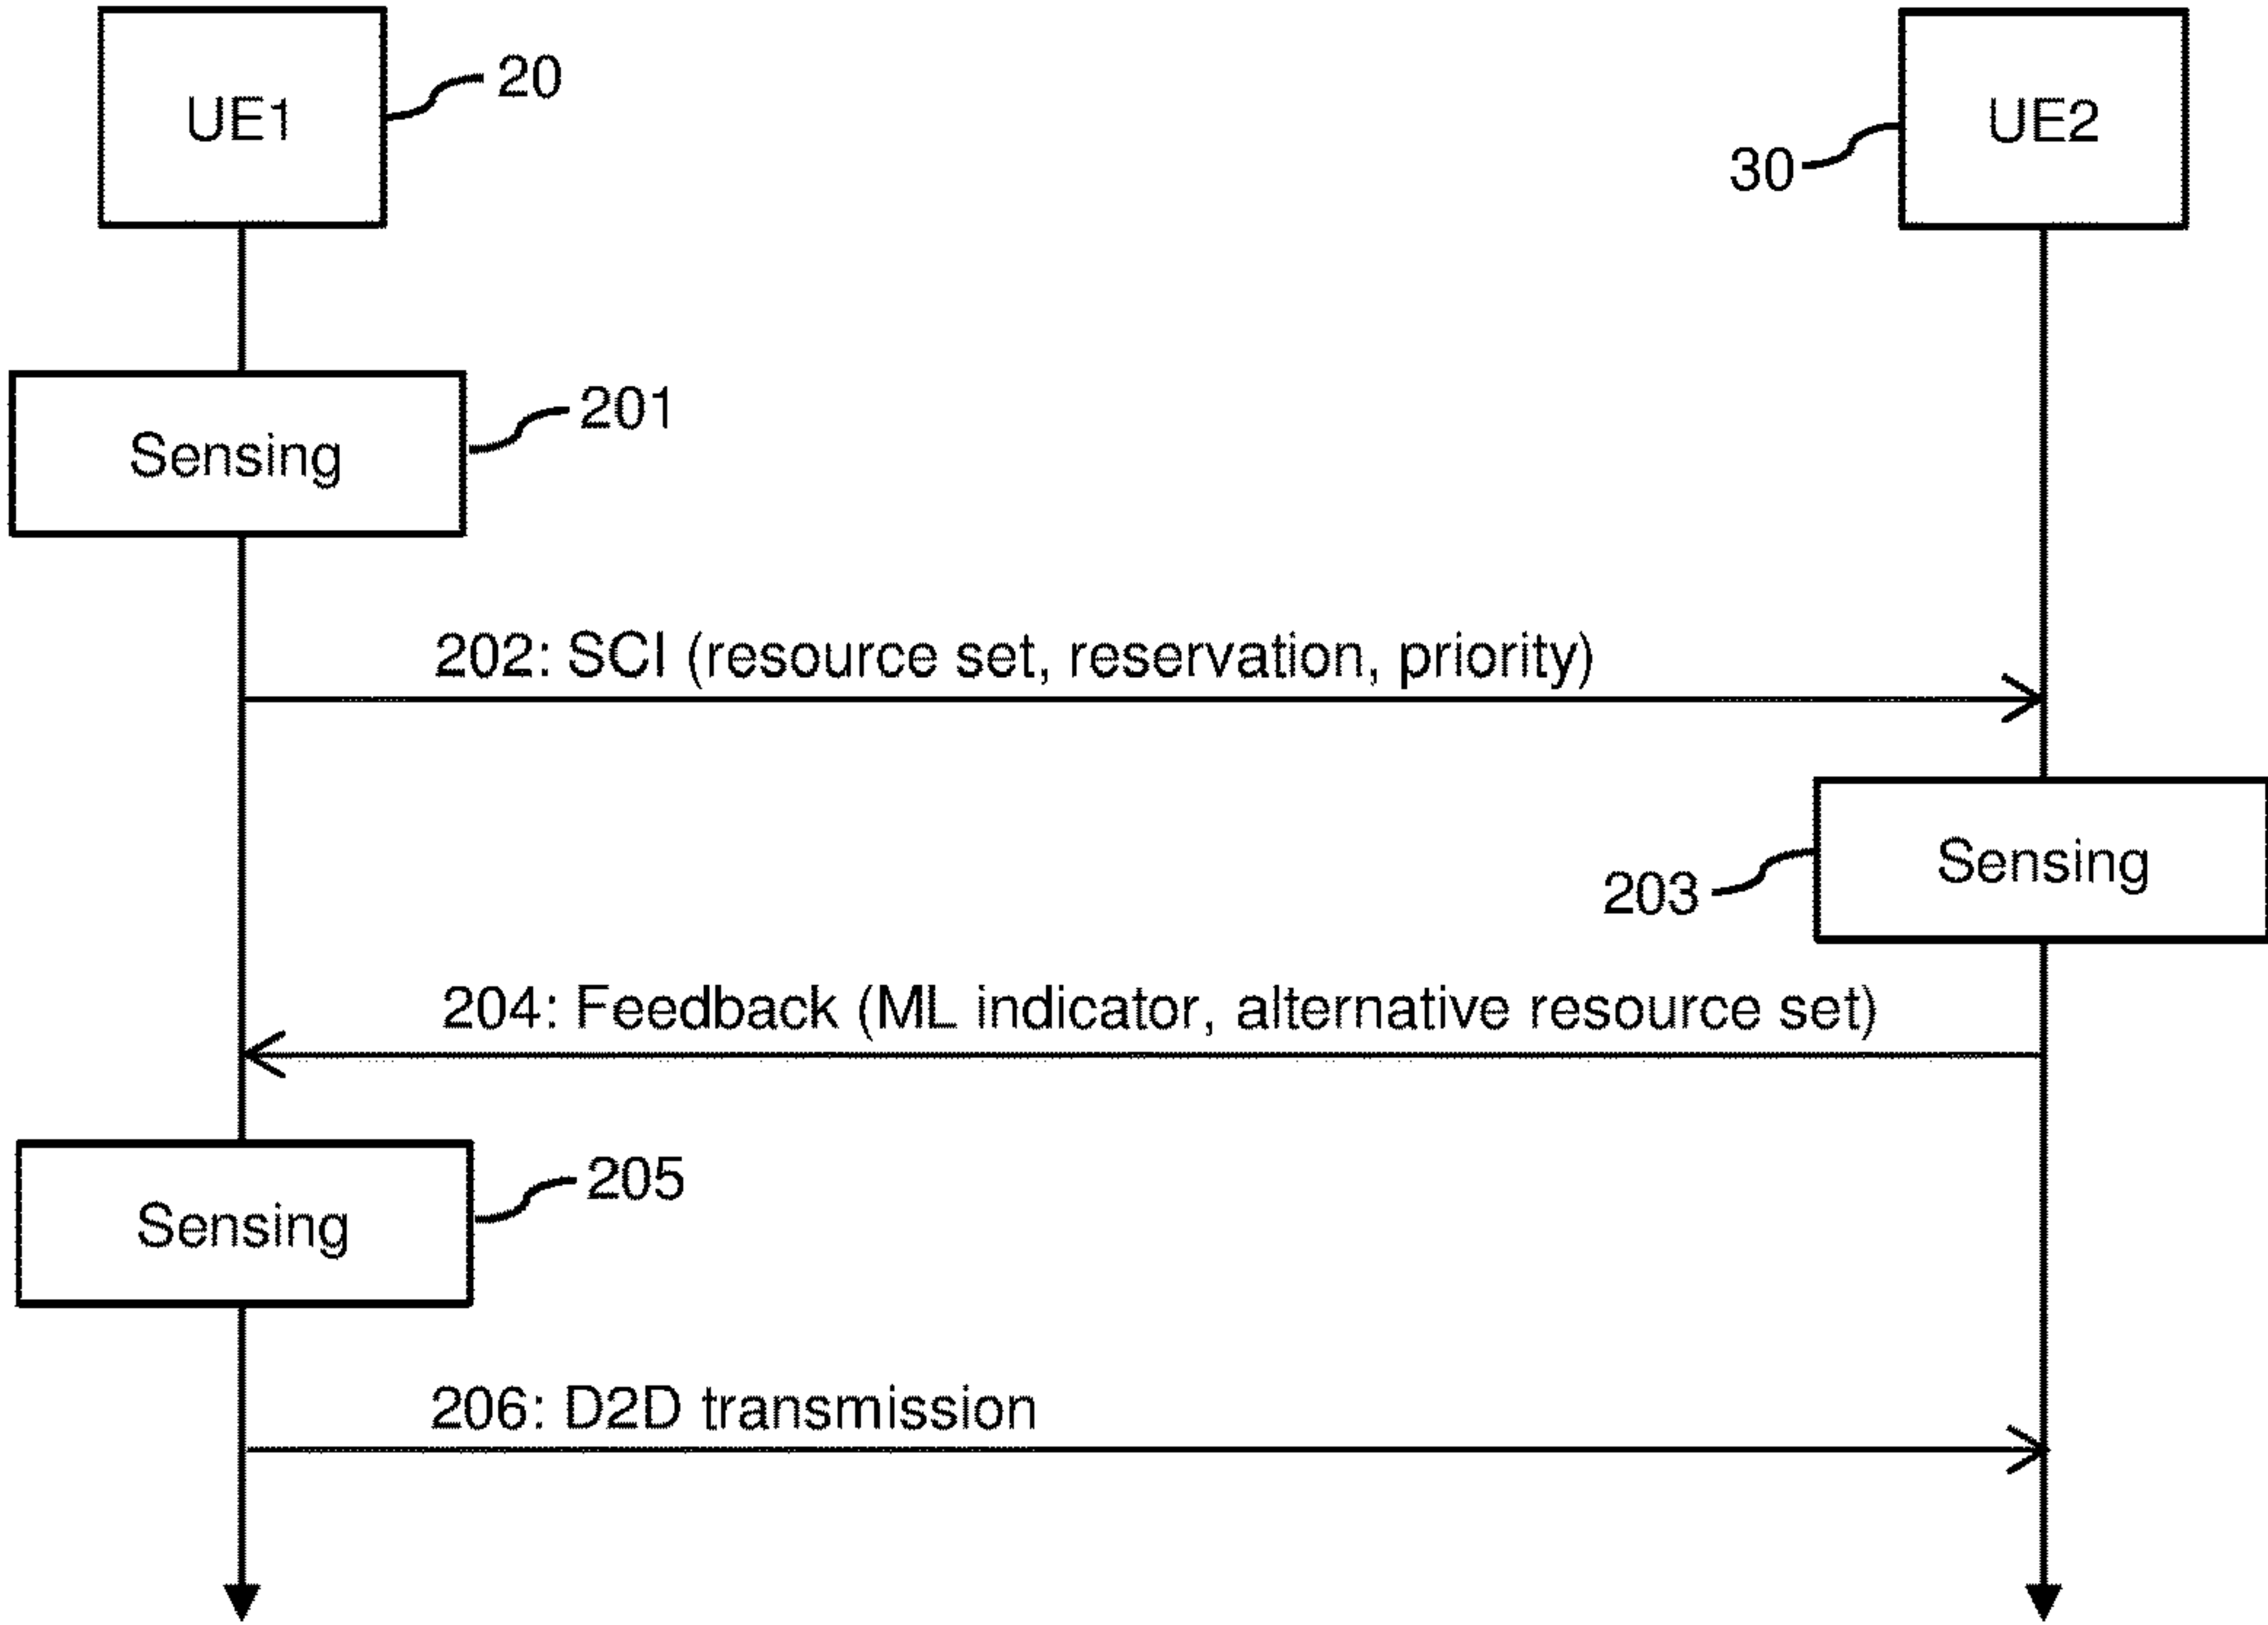 UE1
20
UE2
30
Sensing
201
202: SCI (resource set, reservation, priority)
Sensing
203
204: Feedback (ML indicator, alternative resource set)
Sensing
205
206: D2D transmission